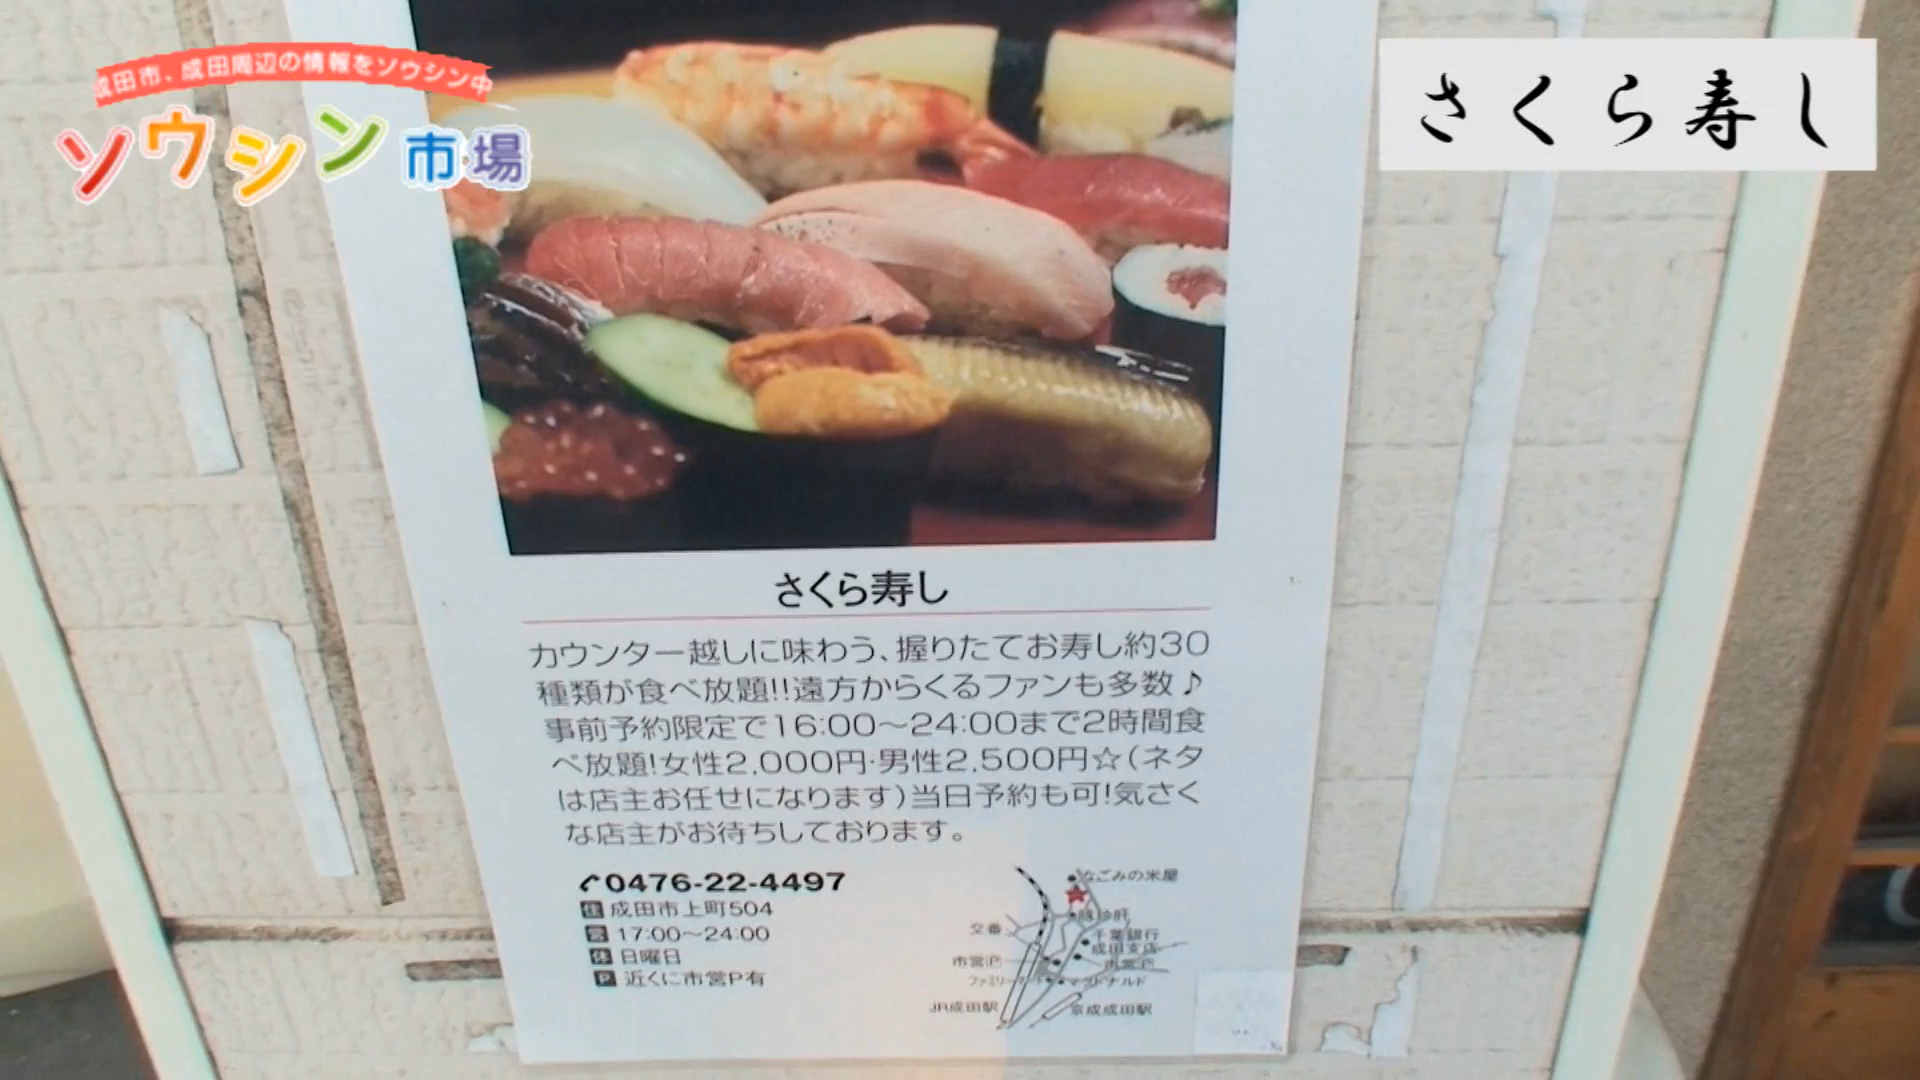 成田市、成田周辺の情報をソウシン中
ソウシン市場
さくら寿し
さくら寿し
カウンター越しに味わう、握りたてお寿し約30
種類が食べ放題!!遠方からくるファンも多数♪
事前予約限定で16:00～24:00まで2時間食
べ放題!女性2,000円・男性2,500円☆(ネタ
は店主お任せになります)当日予約も可!気さく
な店主がお待ちしております。
0476-22-4497
住 成田市上町504
営 17:00～24:00
休 日曜日
P 近くに市営P有
なごみの米屋
交番
千葉銀行
成田支店
市営P
市営P
マクドナルド
JR成田駅
京成成田駅